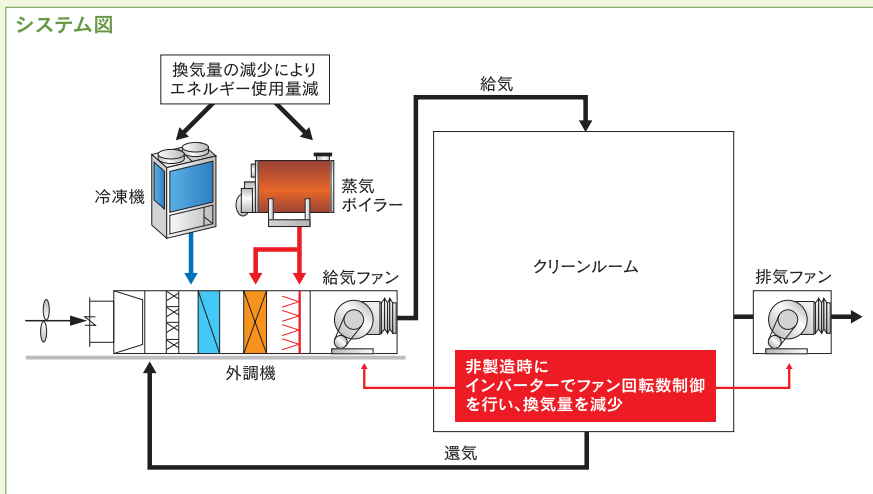 システム図
換気量の減少により
エネルギー使用量減
給気
冷凍機
蒸気
ボイラー
給気ファン
クリーンルーム
排気ファン
外調機
非製造時に
インバーターでファン回転数制御
を行い、換気量を減少
還気